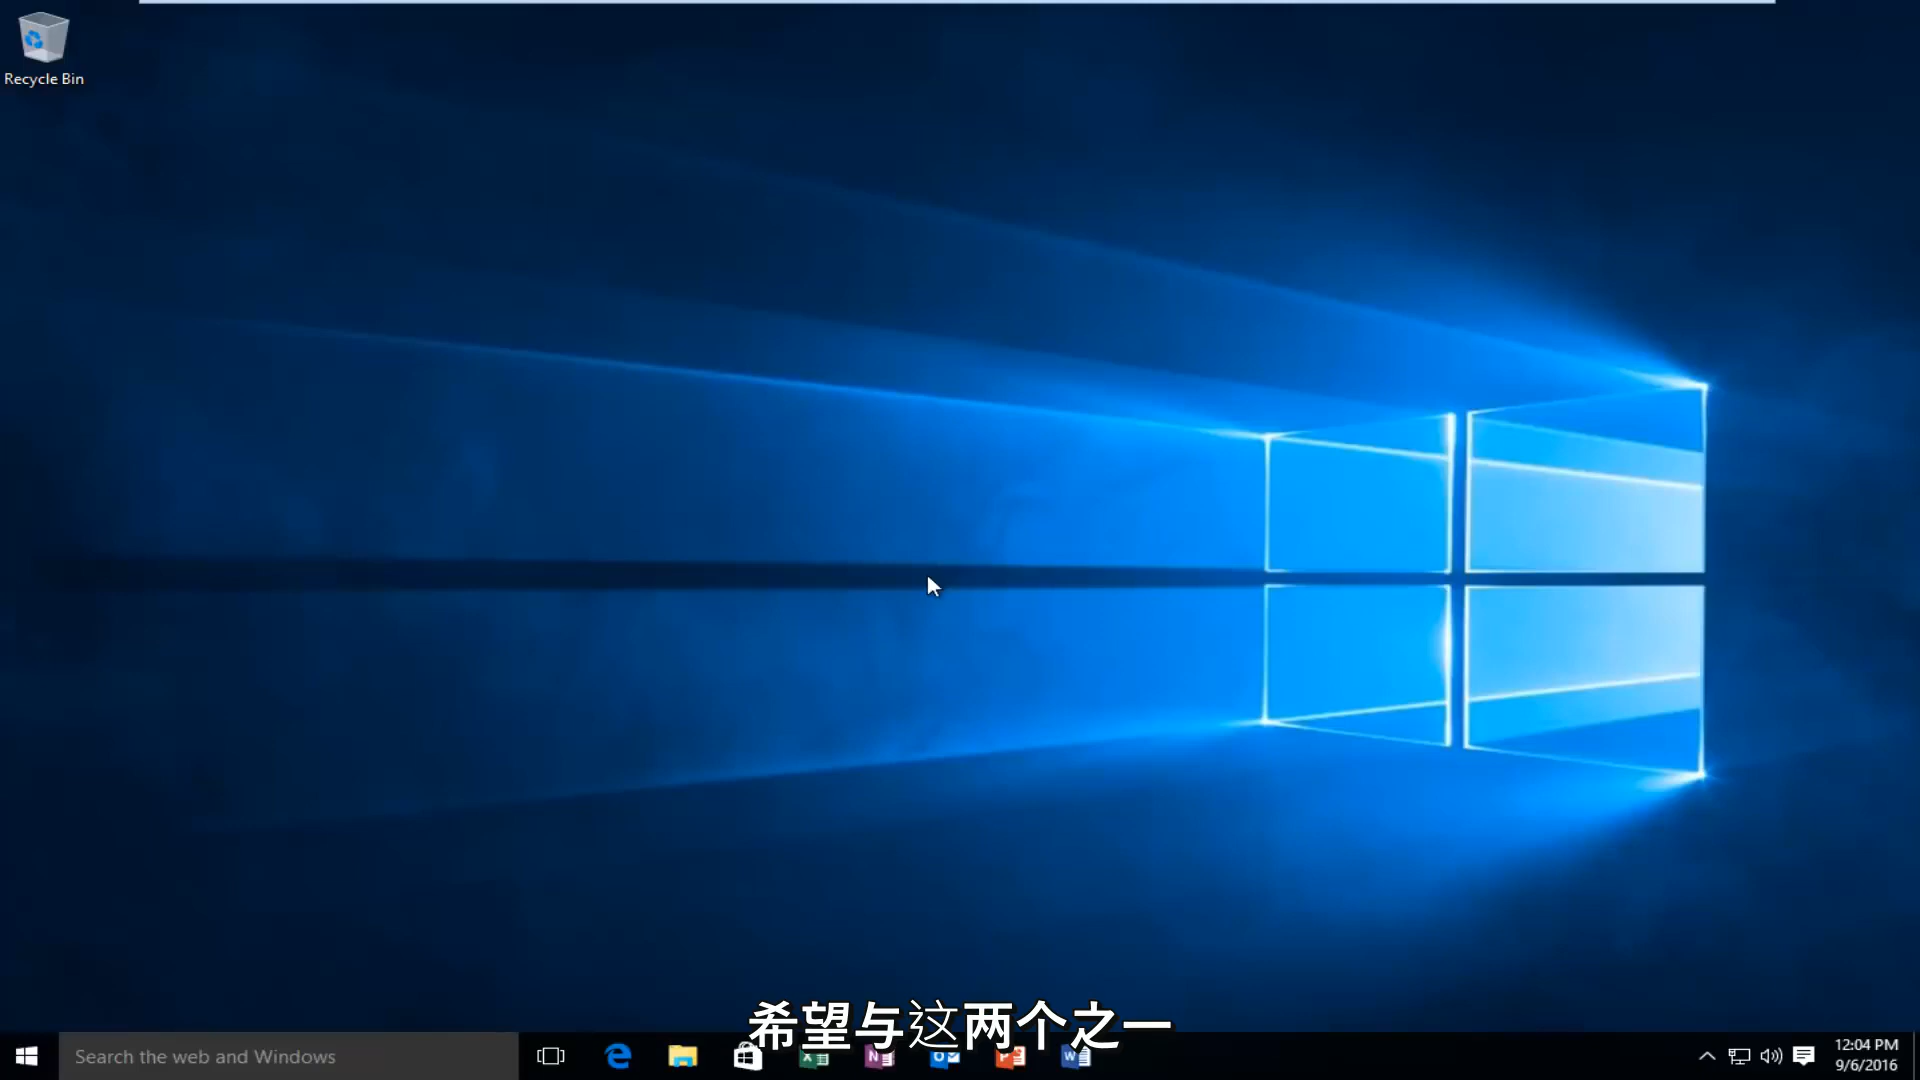 Recycle Bin
希望与这两个之一
Search the web and Windows
12:04 PM
9/6/2016